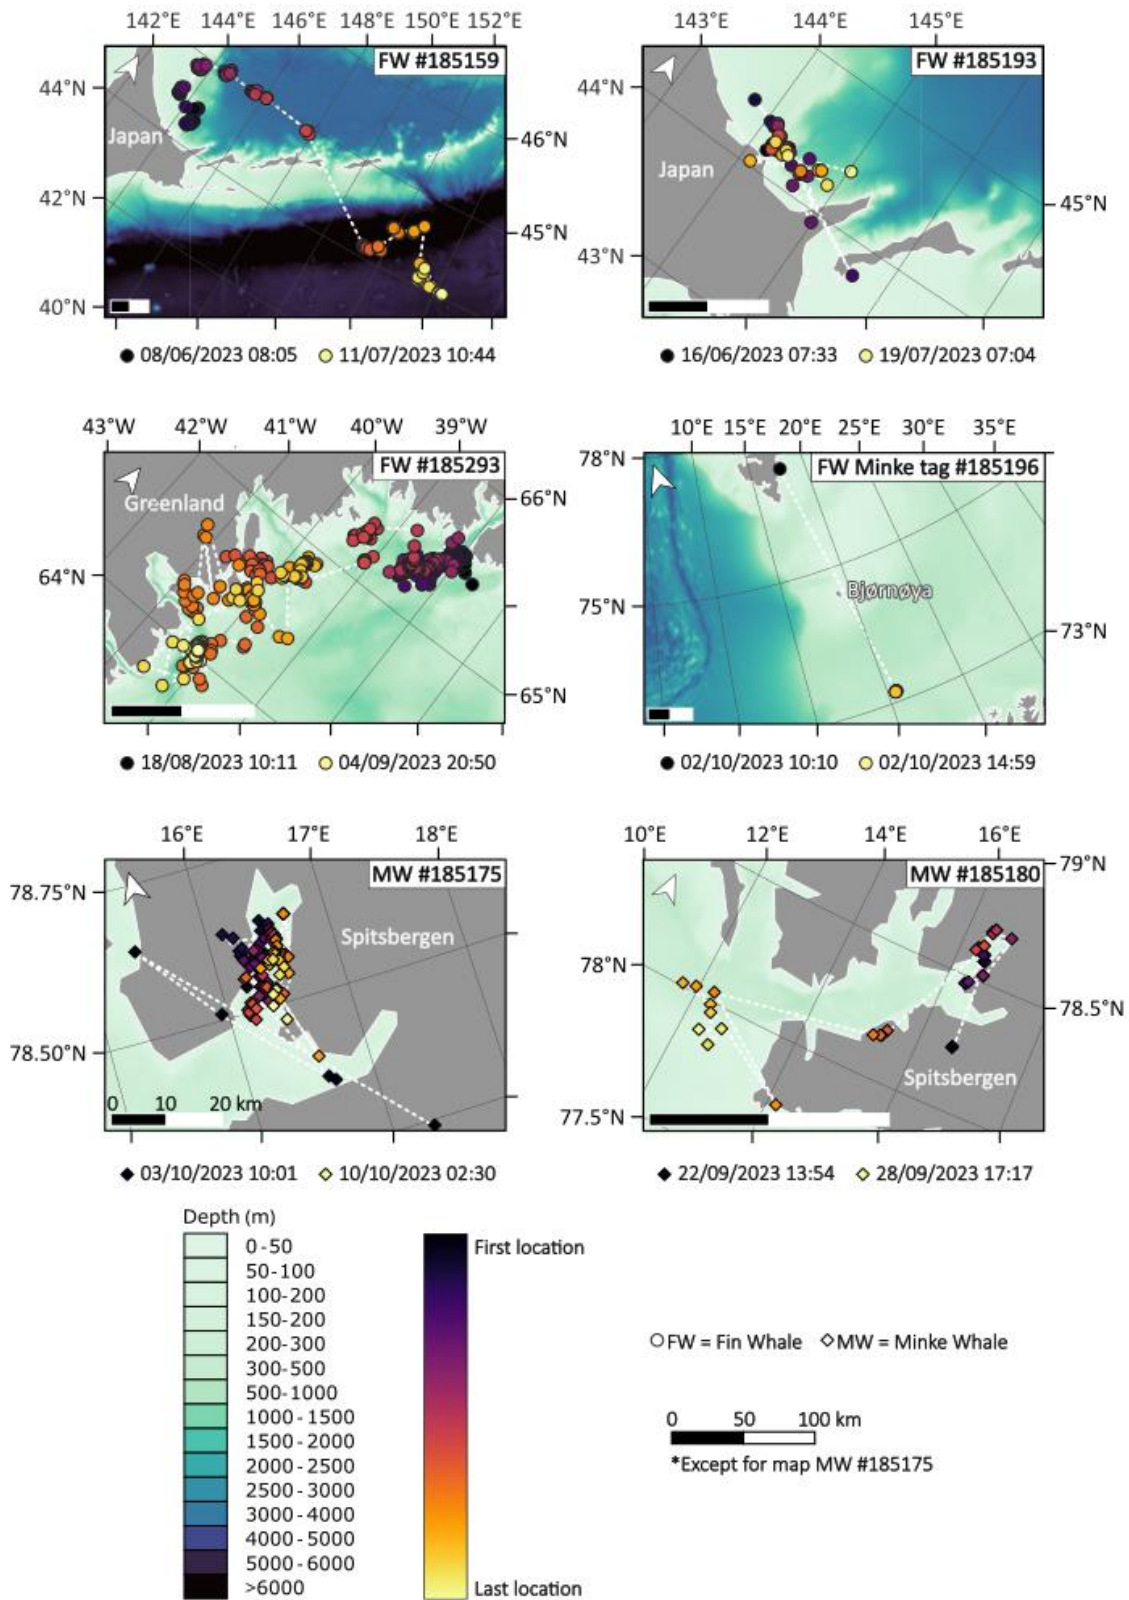 142°E 144°E 146°E 148°E 150°E 152°E
FW #185159
44°N
Japan
46°N
42°N
45°N
40°N
08/06/2023 08:05 11/07/2023 10:44
143°E 144°E 145°E
FW #185193
44°N
Japan
45°N
43°N
16/06/2023 07:33 19/07/2023 07:04
43°W 42°W 41°W 40°W 39°W
FW #185293
Greenland
66°N
64°N
65°N
18/08/2023 10:11 04/09/2023 20:50
10°E 15°E 20°E 25°E 30°E 35°E
78°N
FW Minke tag #185196
Bjørnøya
75°N
73°N
02/10/2023 10:10 02/10/2023 14:59
16°E 17°E 18°E
MW #185175
78.75°N
Spitsbergen
78.50°N
0 10 20 km
03/10/2023 10:01 10/10/2023 02:30
10°E 12°E 14°E 16°E
79°N
MW #185180
78°N
78.5°N
Spitsbergen
77.5°N
22/09/2023 13:54 28/09/2023 17:17
Depth (m)
0-50
50-100
100-200
150-200
200-300
300-500
500-1000
1000-1500
1500-2000
2000-2500
2500-3000
3000-4000
4000-5000
5000-6000
>6000
First location
Last location
FW = Fin Whale MW = Minke Whale
0 50 100 km
*Except for map MW #185175